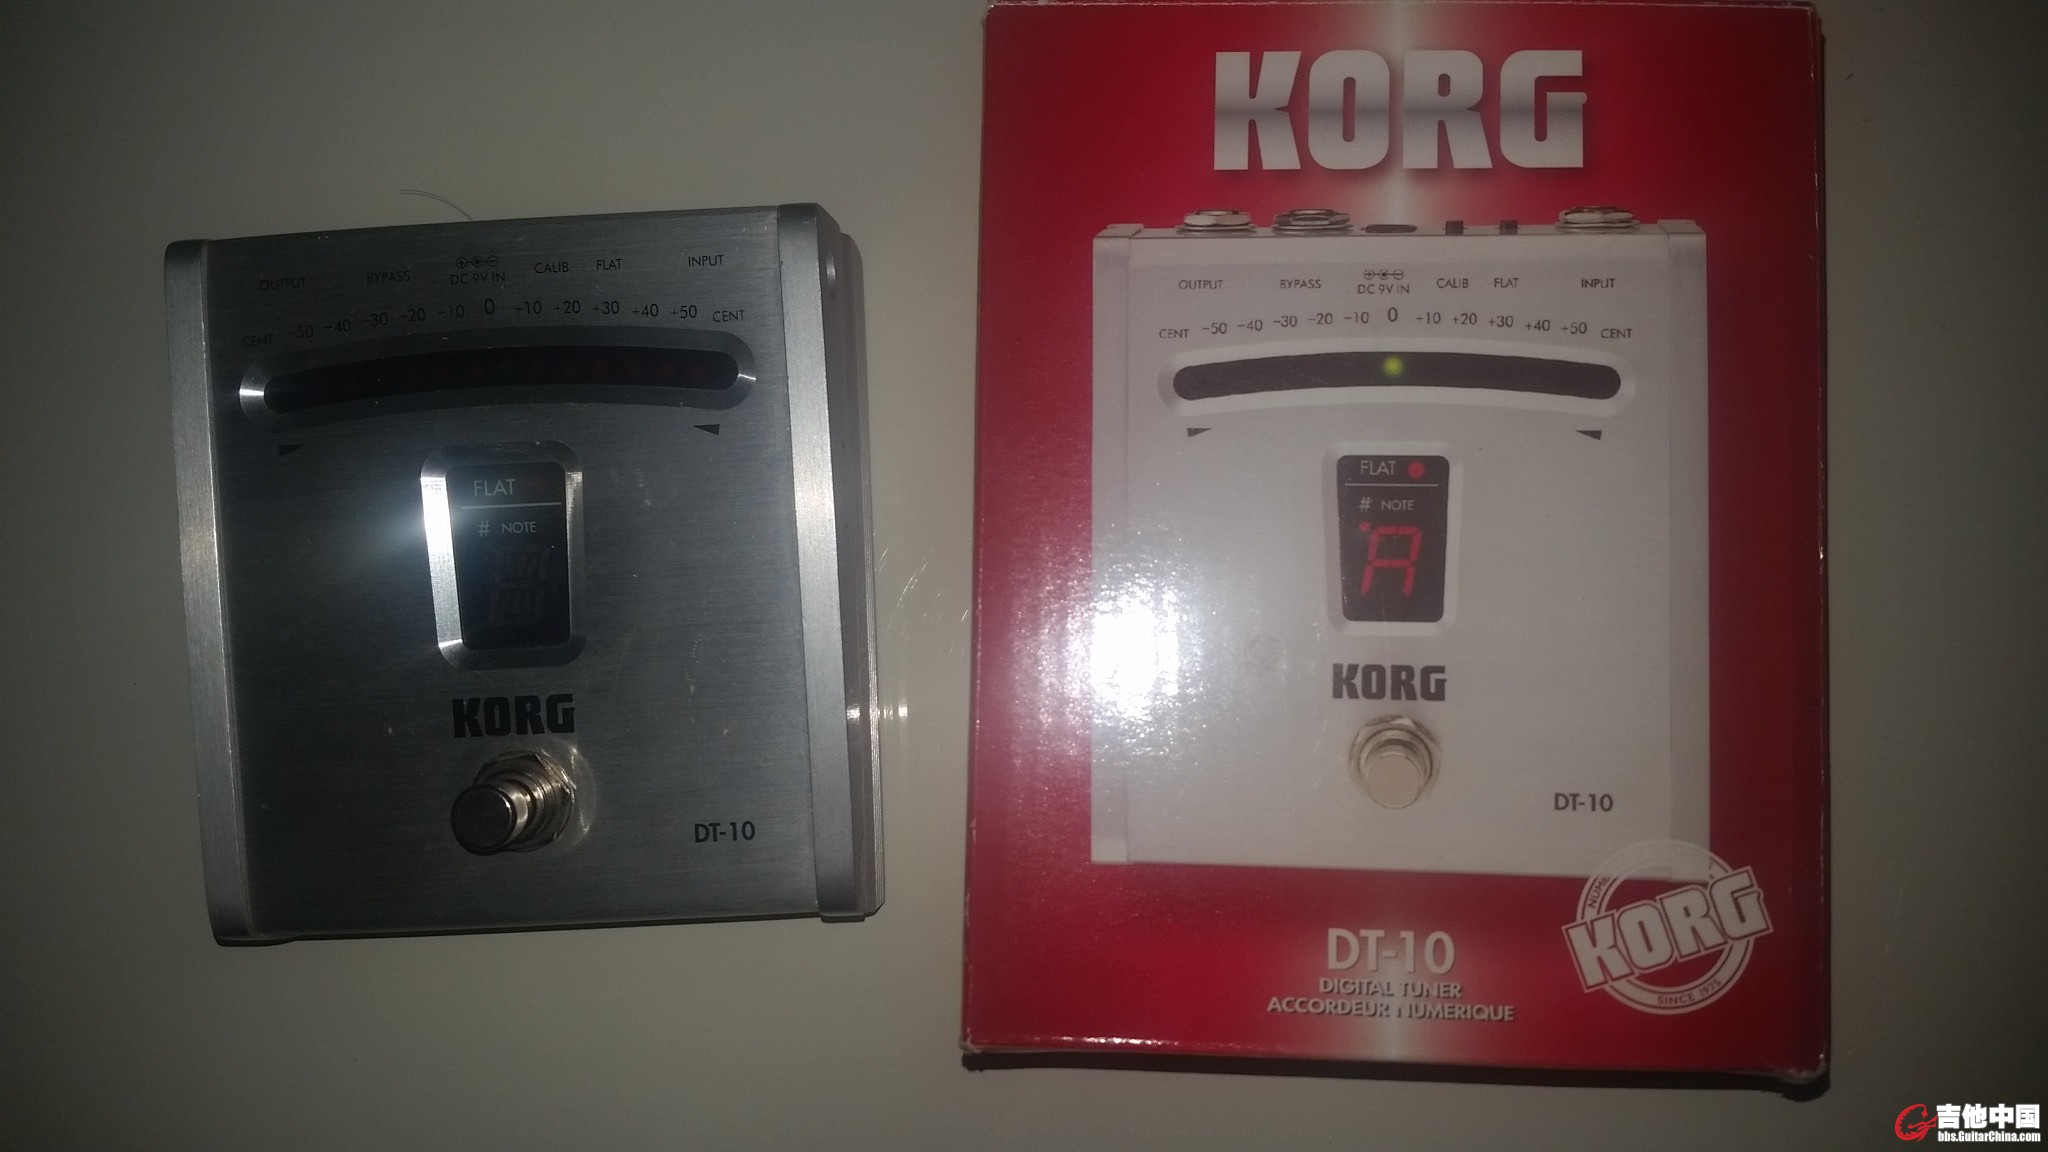 OUTPUT BYPASS DC 9V IN CALIB FLAT INPUT
CENT -50 -40 -30 -20 -10 0 +10 +20 +30 +40 +50 CENT
FLAT
# NOTE
KORG
DT-10
KORG
OUTPUT BYPASS DC 9V IN CALIB FLAT INPUT
CENT -50 -40 -30 -20 -10 0 +10 +20 +30 +40 +50 CENT
FLAT
# NOTE
A
KORG
DT-10
DT-10
DIGITAL TUNER
ACCORDEUR NUMERIQUE
KORG
SINCE 1975
吉他中国
bbs.GuitarChina.com